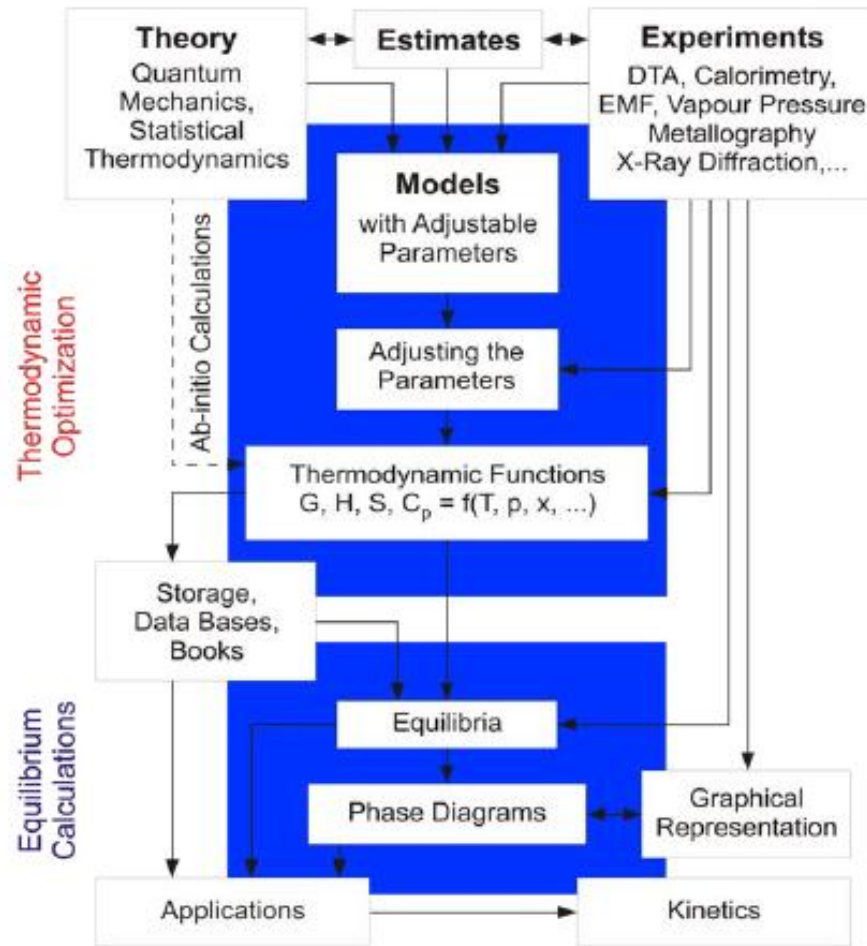 Theory
Quantum
Mechanics,
Statistical
Thermodynamics
Estimates
Experiments
DTA, Calorimetry,
EMF, Vapour Pressure
Metallography
X-Ray Diffraction,...
Models
with Adjustable
Parameters
Ab-initio Calculations
Thermodynamic
Optimization
Adjusting the
Parameters
Thermodynamic Functions
G, H, S, Cp = f(T, p, x, ...)
Storage,
Data Bases,
Books
Equilibrium
Calculations
Equilibria
Phase Diagrams
Graphical
Representation
Applications
Kinetics